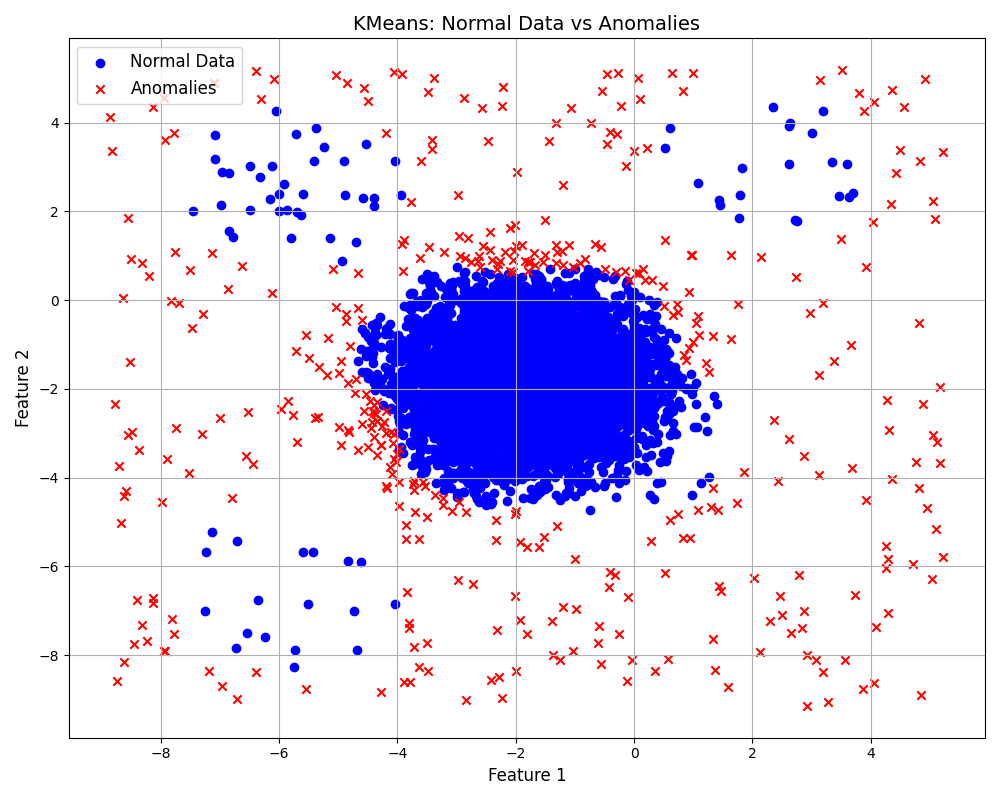 KMeans: Normal Data vs Anomalies
Normal Data
Anomalies
4
2
0
−2
−4
−6
−8
Feature 2
−8 −6 −4 −2 0 2 4
Feature 1